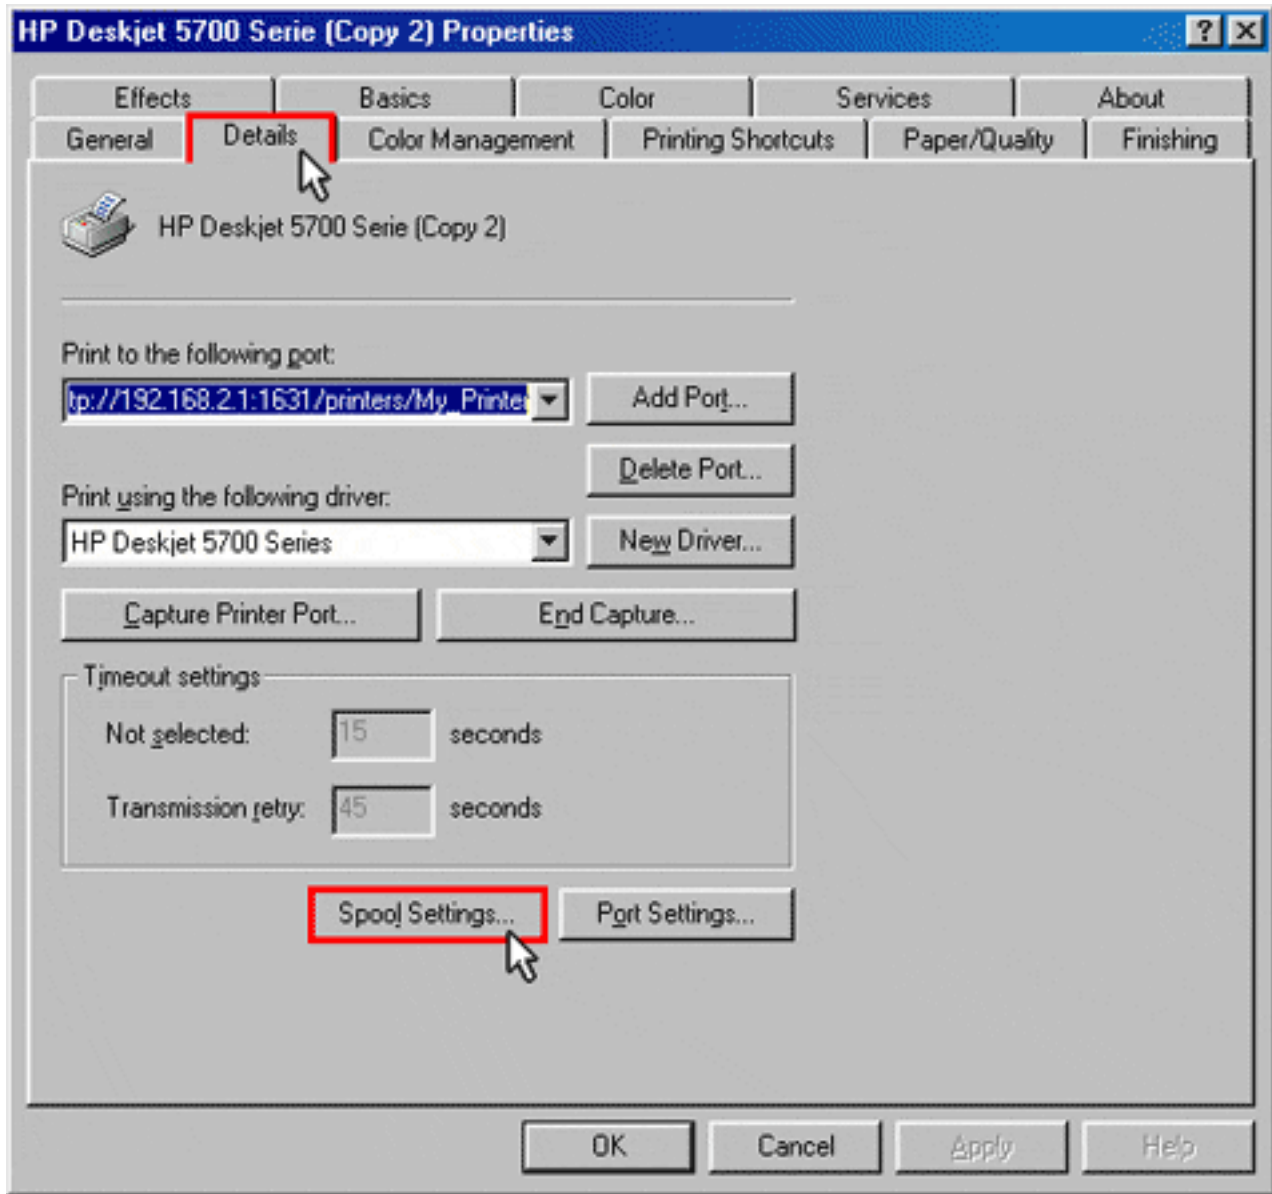 HP Deskjet 5700 Serie (Copy 2) Properties
Effects Basics Color Services About
General Details Color Management Printing Shortcuts Paper/Quality Finishing
HP Deskjet 5700 Serie (Copy 2)
Print to the following port:
tp://192.168.2.1:1631/printers/My_Printer Add Port...
Delete Port...
Print using the following driver:
HP Deskjet 5700 Series New Driver...
Capture Printer Port... End Capture...
Timeout settings
Not selected: 15 seconds
Transmission retry: 45 seconds
Spool Settings... Port Settings...
OK Cancel Apply Help